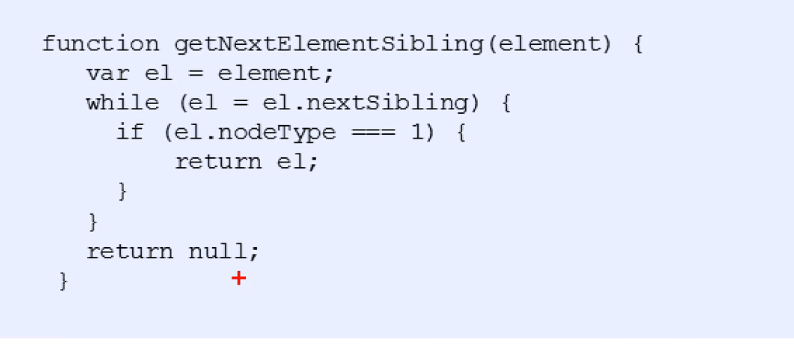 function getNextElementSibling(element) {
var el = element;
while (el = el.nextSibling) {
if (el.nodeType === 1) {
return el;
}
}
return null;
}
+